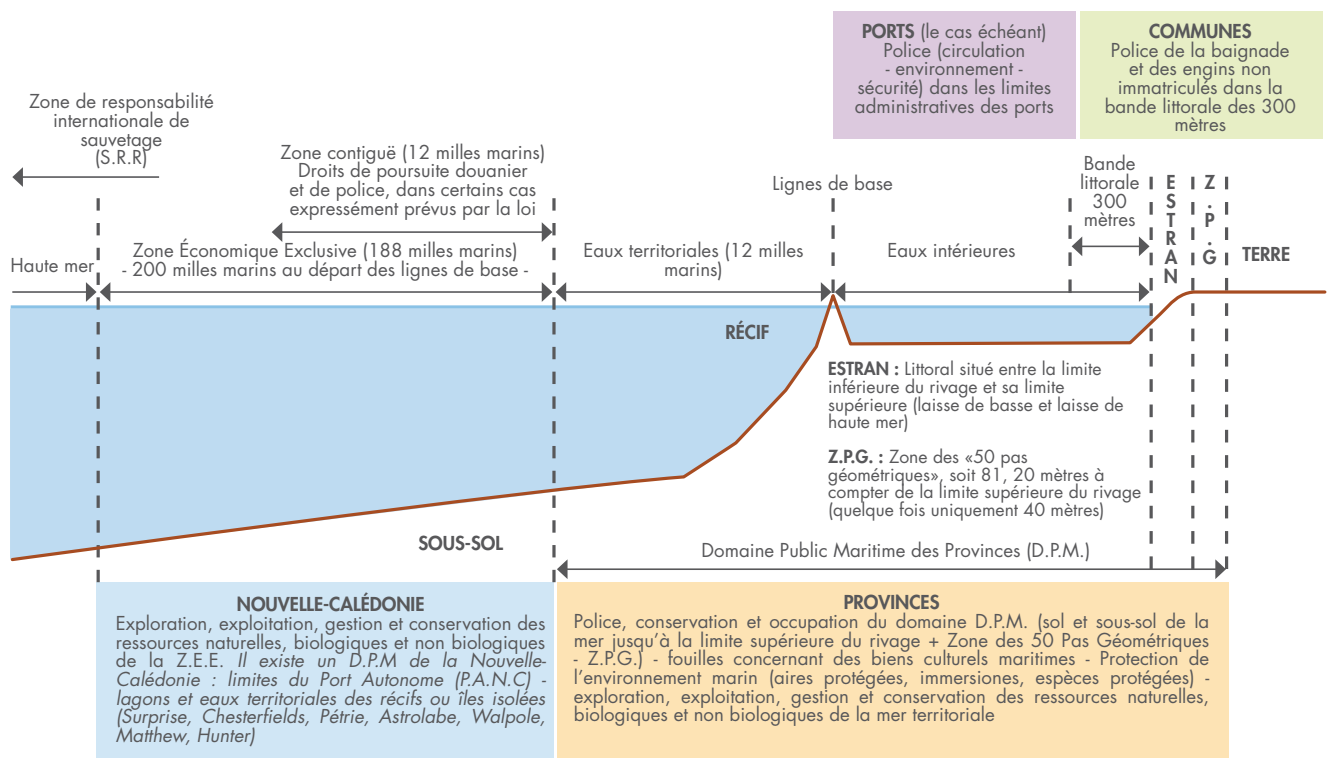 PORTS (le cas échéant)
Police (circulation
- environnement -
sécurité) dans les limites
administratives des ports
COMMUNES
Police de la baignade
et des engins non
immatriculés dans la
bande littorale des 300
mètres
Zone de responsabilité
internationale de
sauvetage
(S.R.R)
Zone contiguë (12 milles marins)
Droits de poursuite douanier
et de police, dans certains cas
expressément prévus par la loi
Lignes de base
Bande
littorale
300
mètres
E
S
T
R
A
N
Z
.
P
.
G
TERRE
Haute mer
Zone Économique Exclusive (188 milles marins)
- 200 milles marins au départ des lignes de base -
Eaux territoriales (12 milles
marins)
Eaux intérieures
RÉCIF
ESTRAN : Littoral situé entre la limite
inférieure du rivage et sa limite
supérieure (laisse de basse et laisse de
haute mer)
Z.P.G. : Zone des «50 pas
géométriques», soit 81, 20 mètres à
compter de la limite supérieure du rivage
(quelque fois uniquement 40 mètres)
SOUS-SOL
Domaine Public Maritime des Provinces (D.P.M.)
NOUVELLE-CALÉDONIE
Exploration, exploitation, gestion et conservation des
ressources naturelles, biologiques et non biologiques
de la Z.E.E. Il existe un D.P.M de la Nouvelle-
Calédonie : limites du Port Autonome (P.A.N.C) -
lagons et eaux territoriales des récifs ou îles isolées
(Surprise, Chesterfields, Pétrie, Astrolabe, Walpole,
Matthew, Hunter)
PROVINCES
Police, conservation et occupation du domaine D.P.M. (sol et sous-sol de la
mer jusqu'à la limite supérieure du rivage + Zone des 50 Pas Géométriques
- Z.P.G.) - fouilles concernant des biens culturels maritimes - Protection de
l'environnement marin (aires protégées, immersiones, espèces protégées) -
exploration, exploitation, gestion et conservation des ressources naturelles,
biologiques et non biologiques de la mer territoriale